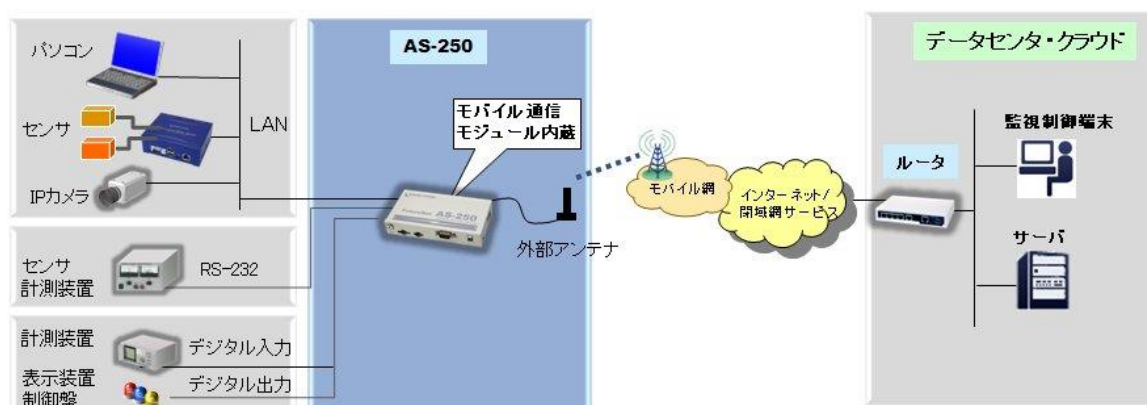 パソコン
センサ
IPカメラ
LAN
センサ
計測装置
RS-232
計測装置
デジタル入力
表示装置
制御盤
デジタル出力
AS-250
モバイル通信
モジュール内蔵
AS-250
外部アンテナ
モバイル網
インターネット/
閉域網サービス
データセンタ・クラウド
ルータ
監視制御端末
サーバ